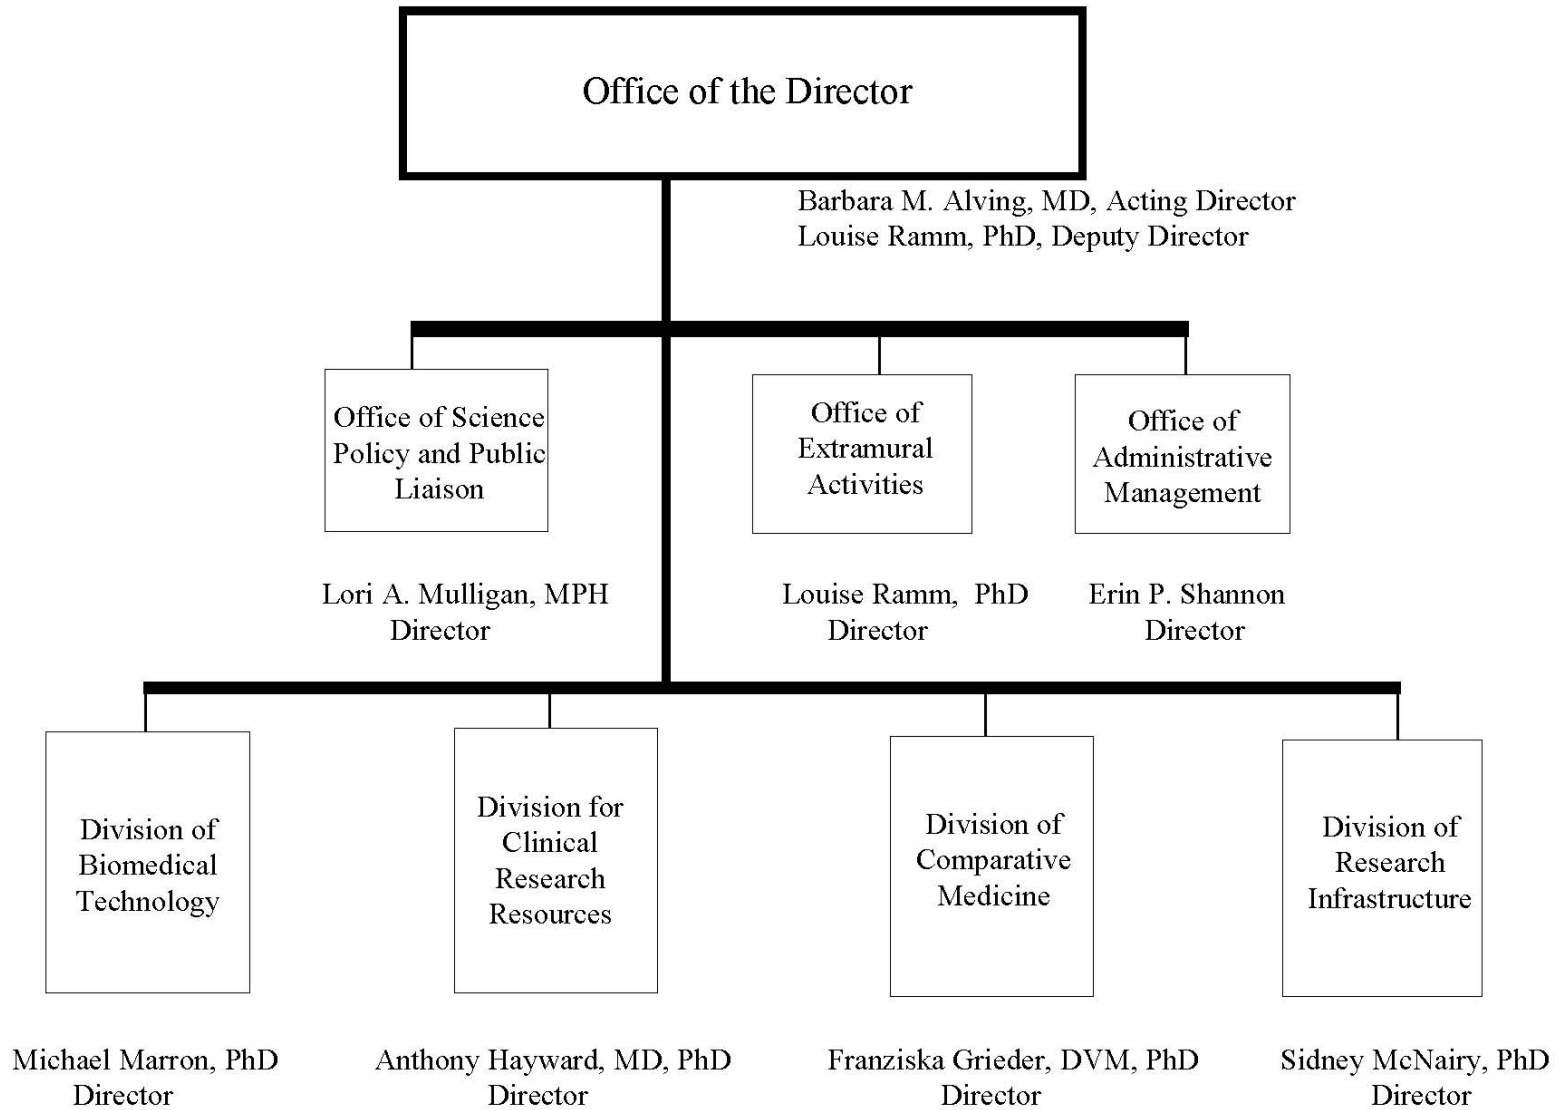 Office of the Director
Barbara M. Alving, MD, Acting Director
Louise Ramm, PhD, Deputy Director
Office of Science
Policy and Public
Liaison
Office of
Extramural
Activities
Office of
Administrative
Management
Lori A. Mulligan, MPH
Director
Louise Ramm, PhD
Director
Erin P. Shannon
Director
Division of
Biomedical
Technology
Division for
Clinical
Research
Resources
Division of
Comparative
Medicine
Division of
Research
Infrastructure
Michael Marron, PhD
Director
Anthony Hayward, MD, PhD
Director
Franziska Grieder, DVM, PhD
Director
Sidney McNairy, PhD
Director